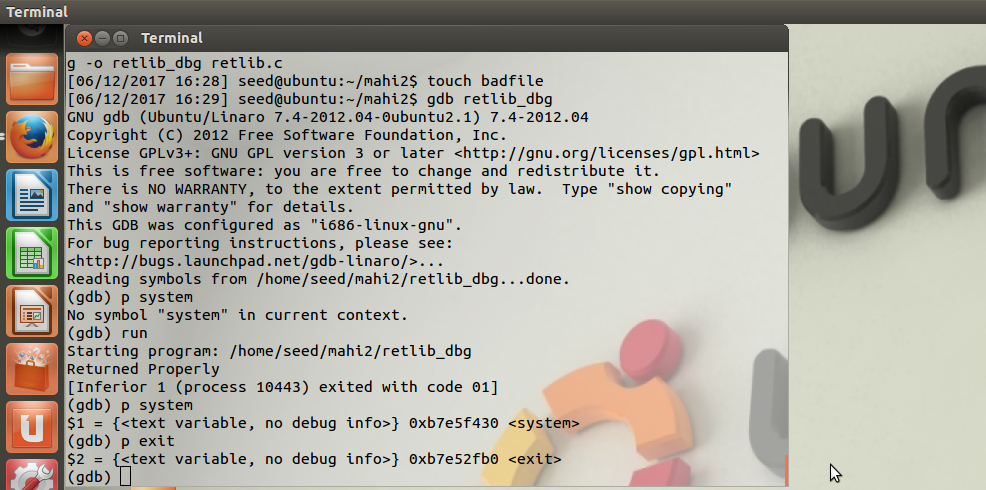 Terminal
Terminal
g -o retlib_dbg retlib.c
[06/12/2017 16:28] seed@ubuntu:~/mahi2$ touch badfile
[06/12/2017 16:29] seed@ubuntu:~/mahi2$ gdb retlib_dbg
GNU gdb (Ubuntu/Linaro 7.4-2012.04-0ubuntu2.1) 7.4-2012.04
Copyright (C) 2012 Free Software Foundation, Inc.
License GPLv3+: GNU GPL version 3 or later <http://gnu.org/licenses/gpl.html>
This is free software: you are free to change and redistribute it.
There is NO WARRANTY, to the extent permitted by law.  Type "show copying"
and "show warranty" for details.
This GDB was configured as "i686-linux-gnu".
For bug reporting instructions, please see:
<http://bugs.launchpad.net/gdb-linaro/>...
Reading symbols from /home/seed/mahi2/retlib_dbg...done.
(gdb) p system
No symbol "system" in current context.
(gdb) run
Starting program: /home/seed/mahi2/retlib_dbg
Returned Properly
[Inferior 1 (process 10443) exited with code 01]
(gdb) p system
$1 = {<text variable, no debug info>} 0xb7e5f430 <system>
(gdb) p exit
$2 = {<text variable, no debug info>} 0xb7e52fb0 <exit>
(gdb)